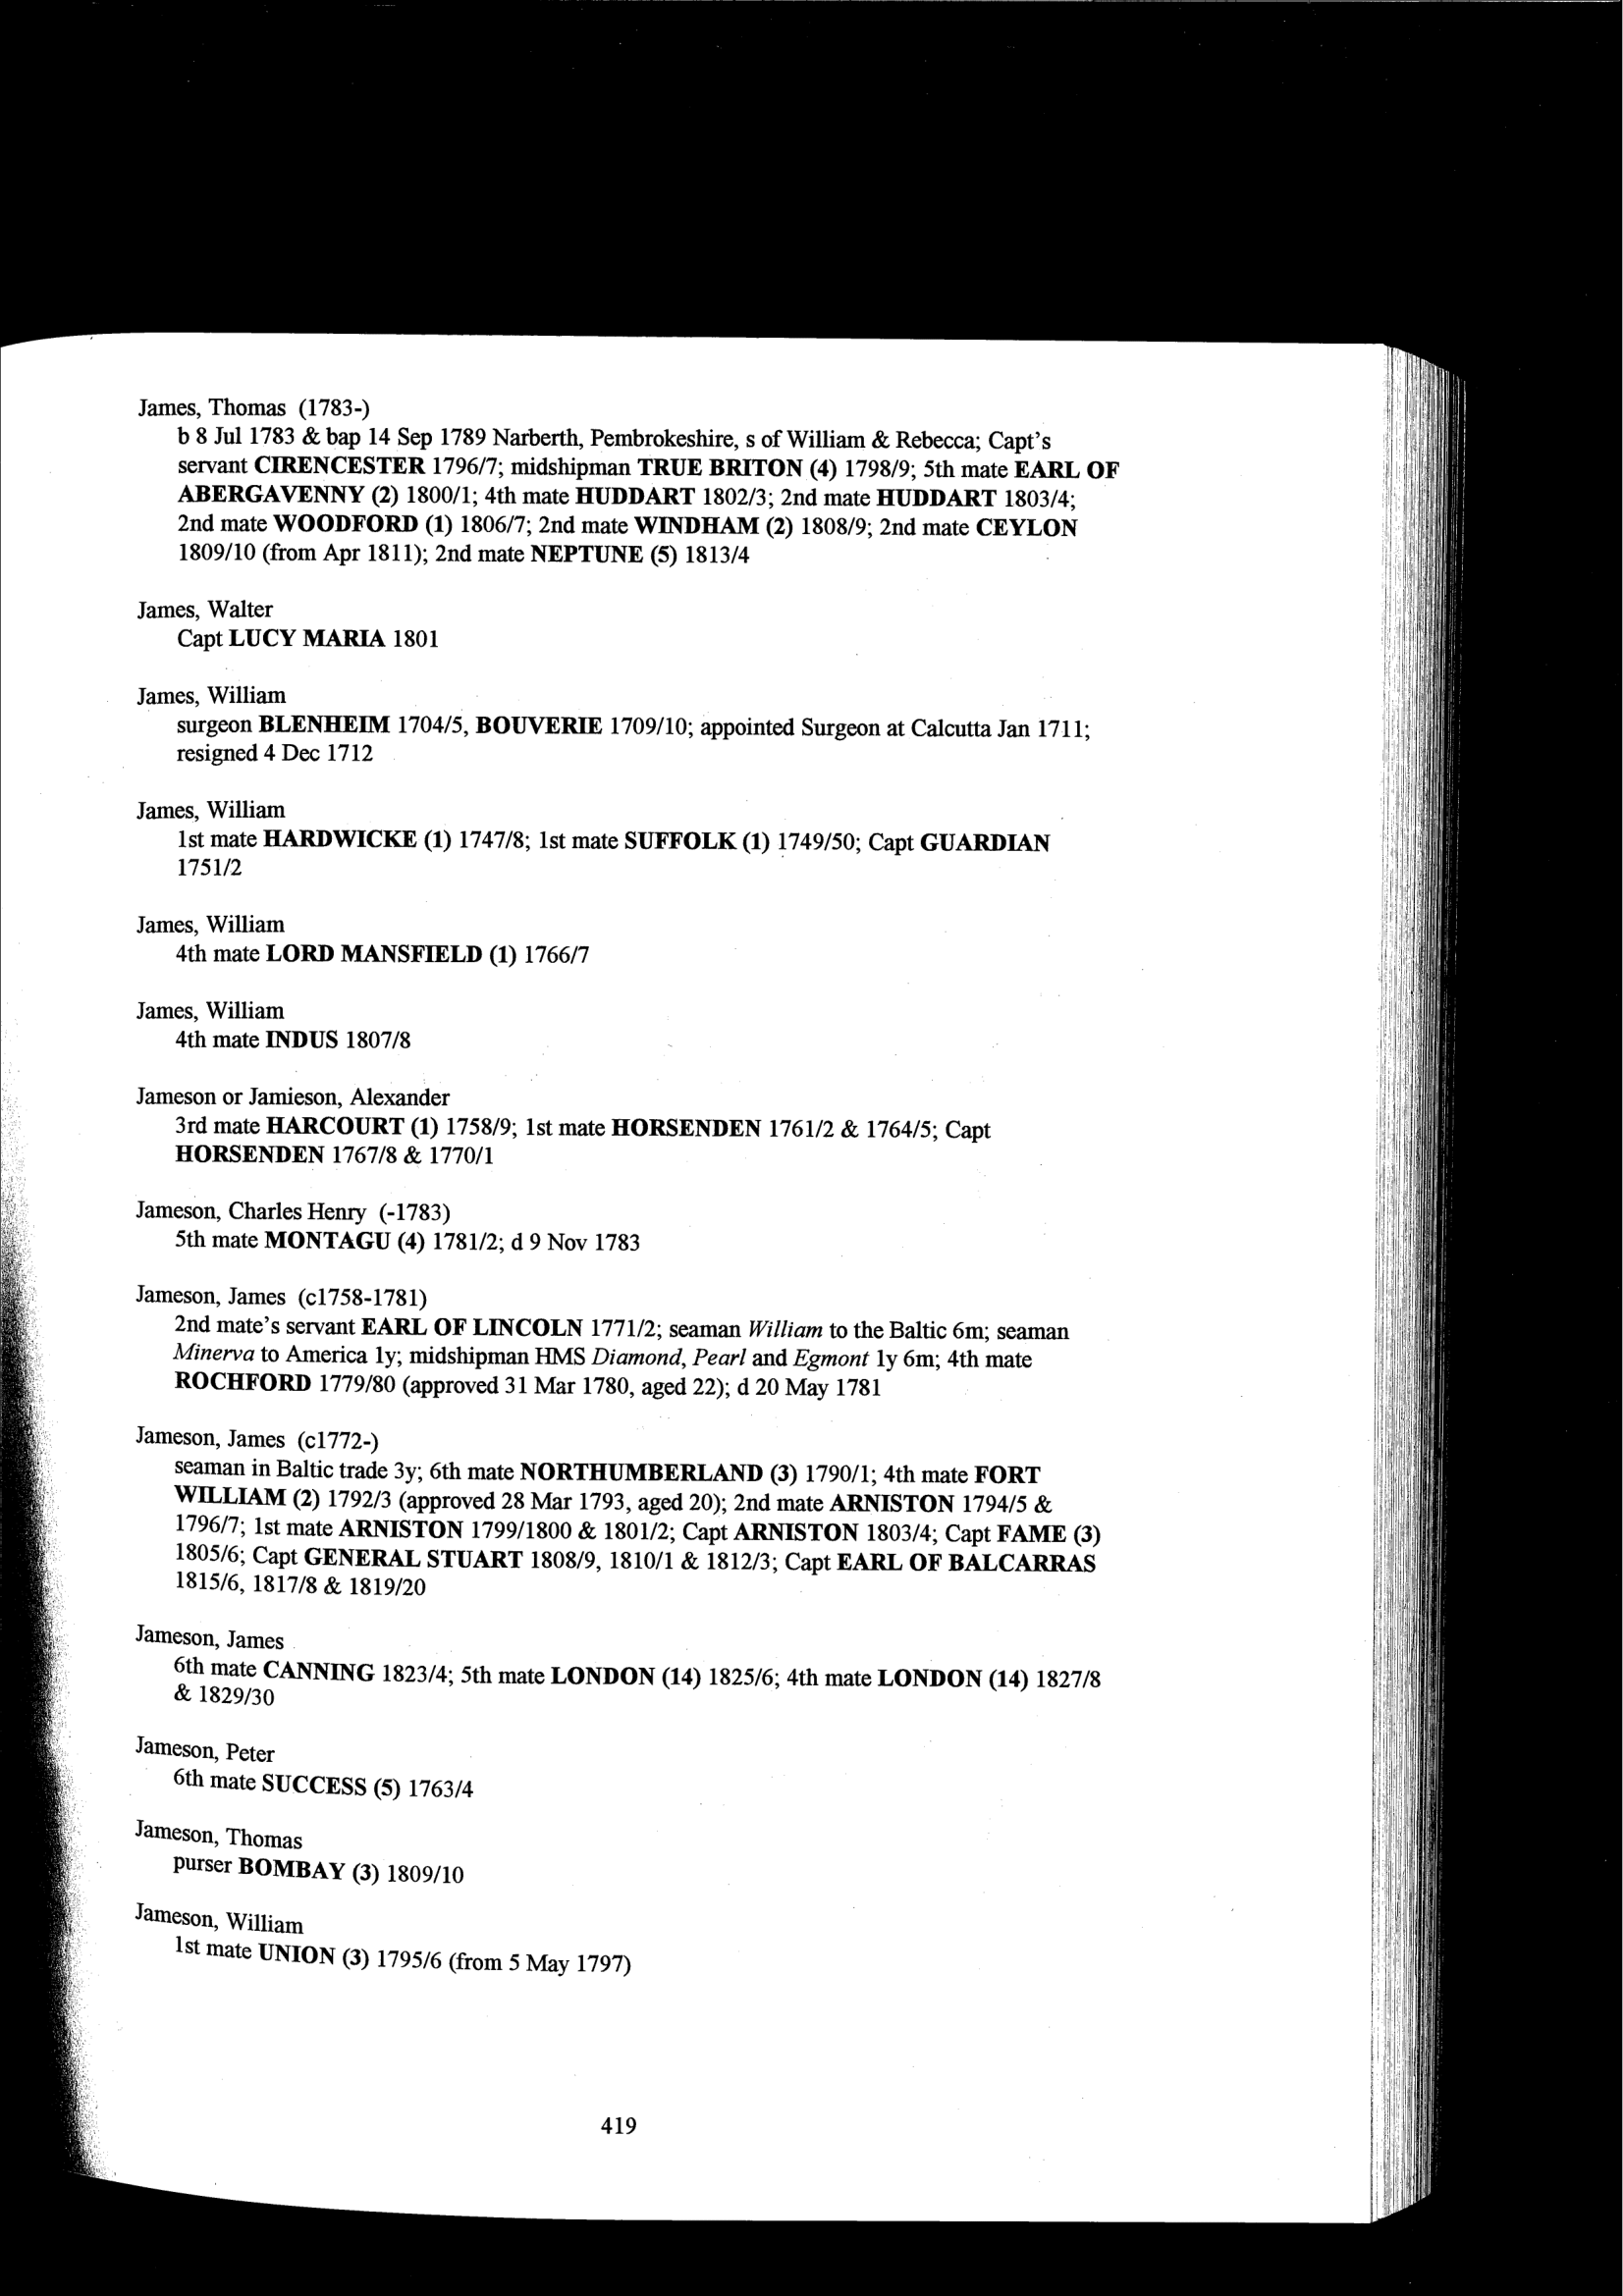 James, Thomas (1783-)
b 8 Jul 1783 & bap 14 Sep 1789 Narberth, Pembrokeshire, s of William & Rebecca; Capt's
servant CIRENCESTER 1796/7; midshipman TRUE BRITON (4) 1798/9; 5th mate EARL OF
ABERGAVENNY (2) 1800/1; 4th mate HUDDART 1802/3; 2nd mate HUDDART 1803/4;
2nd mate WOODFORD (1) 1806/7; 2nd mate WINDHAM (2) 1808/9; 2nd mate CEYLON
1809/10 (from Apr 1811); 2nd mate NEPTUNE (5) 1813/4
James, Walter
Capt LUCY MARIA 1801
James, William
surgeon BLENHEIM 1704/5, BOUVERIE 1709/10; appointed Surgeon at Calcutta Jan 1711;
resigned 4 Dec 1712
James, William
1st mate HARDWICKE (1) 1747/8; 1st mate SUFFOLK (1) 1749/50; Capt GUARDIAN
1751/2
James, William
4th mate LORD MANSFIELD (1) 1766/7
James, William
4th mate INDUS 1807/8
Jameson or Jamieson, Alexander
3rd mate HARCOURT (1) 1758/9; 1st mate HORSENDEN 1761/2 & 1764/5; Capt
HORSENDEN 1767/8 & 1770/1
Jameson, Charles Henry (-1783)
5th mate MONTAGU (4) 1781/2; d 9 Nov 1783
Jameson, James (c1758-1781)
2nd mate's servant EARL OF LINCOLN 1771/2; seaman William to the Baltic 6m; seaman
Minerva to America 1y; midshipman HMS Diamond, Pearl and Egmont 1y 6m; 4th mate
ROCHFORD 1779/80 (approved 31 Mar 1780, aged 22); d 20 May 1781
Jameson, James (c1772-)
seaman in Baltic trade 3y; 6th mate NORTHUMBERLAND (3) 1790/1; 4th mate FORT
WILLIAM (2) 1792/3 (approved 28 Mar 1793, aged 20); 2nd mate ARNISTON 1794/5 &
1796/7; 1st mate ARNISTON 1799/1800 & 1801/2; Capt ARNISTON 1803/4; Capt FAME (3)
1805/6; Capt GENERAL STUART 1808/9, 1810/1 & 1812/3; Capt EARL OF BALCARRAS
1815/6, 1817/8 & 1819/20
Jameson, James
6th mate CANNING 1823/4; 5th mate LONDON (14) 1825/6; 4th mate LONDON (14) 1827/8
& 1829/30
Jameson, Peter
6th mate SUCCESS (5) 1763/4
Jameson, Thomas
purser BOMBAY (3) 1809/10
Jameson, William
1st mate UNION (3) 1795/6 (from 5 May 1797)
419